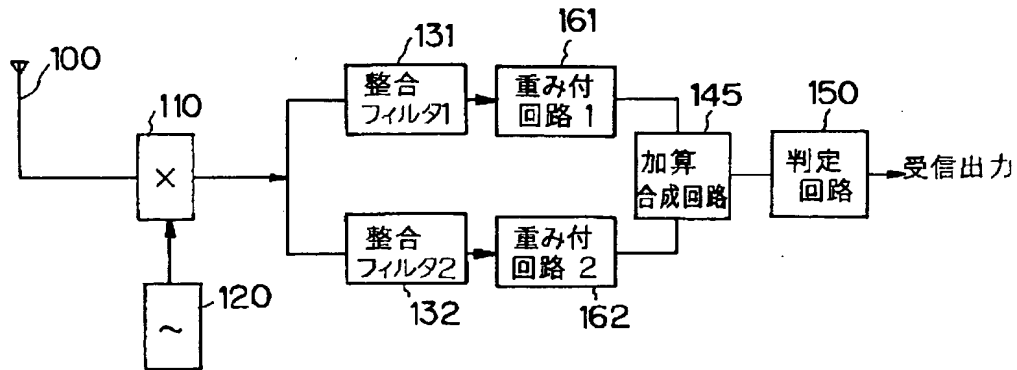 100
110
×
120
~
131
整合
フィルタ1
161
重み付
回路 1
145
加算
合成回路
150
判定
回路
受信出力
整合
フィルタ2
132
重み付
回路 2
162